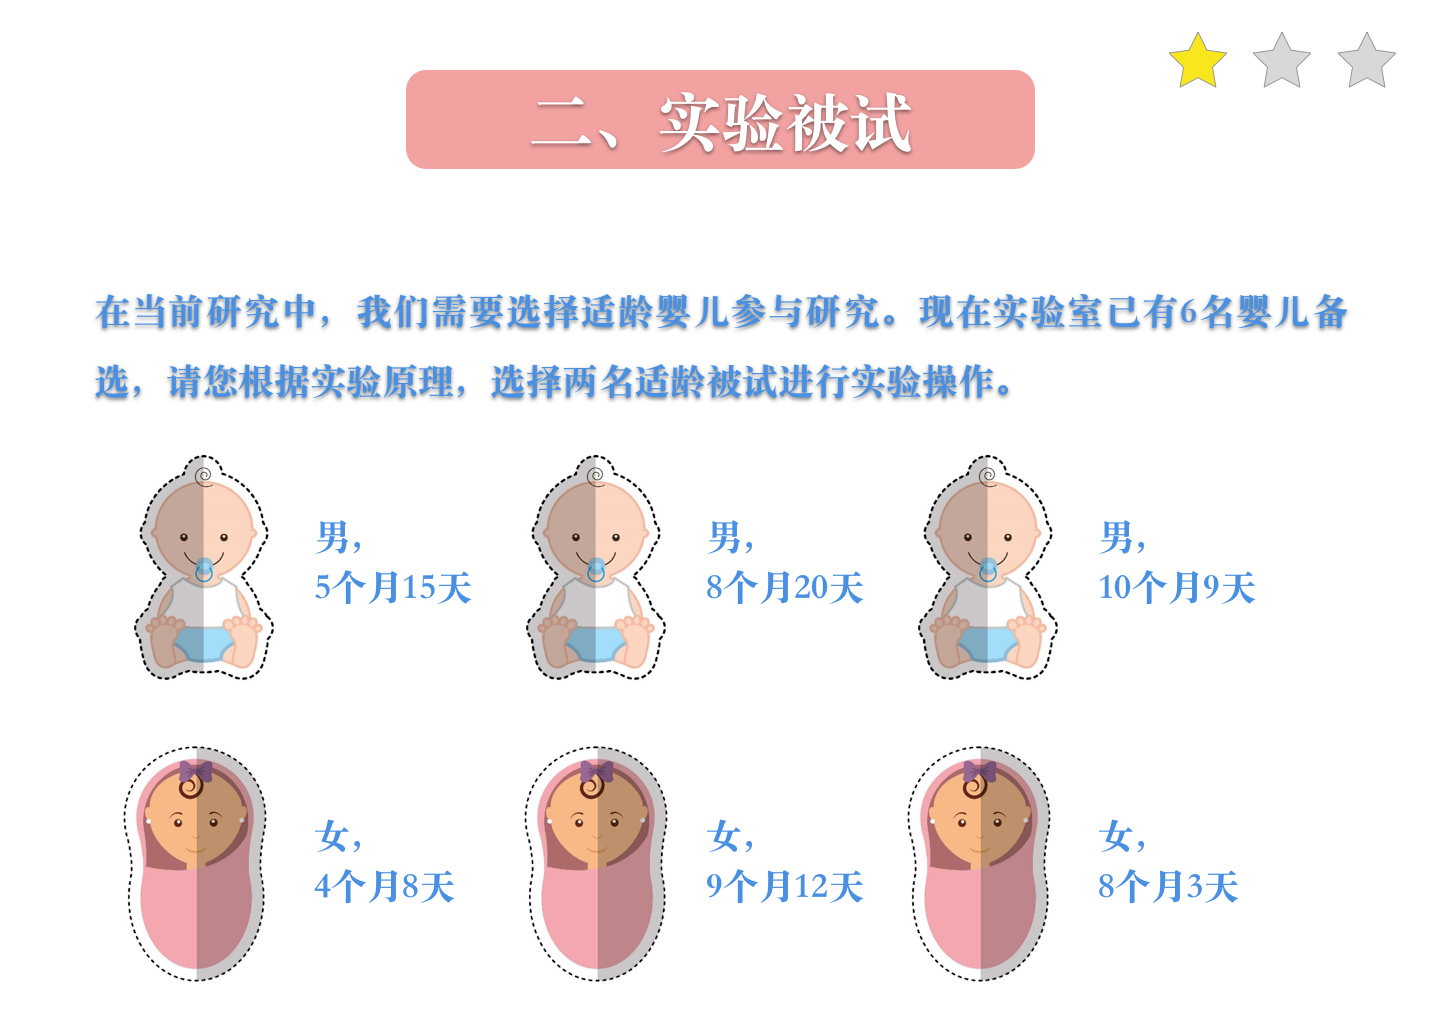 二、实验被试
在当前研究中，我们需要选择适龄婴儿参与研究。现在实验室已有6名婴儿备
选，请您根据实验原理，选择两名适龄被试进行实验操作。
男，
5个月15天
男，
8个月20天
男，
10个月9天
女，
4个月8天
女，
9个月12天
女，
8个月3天